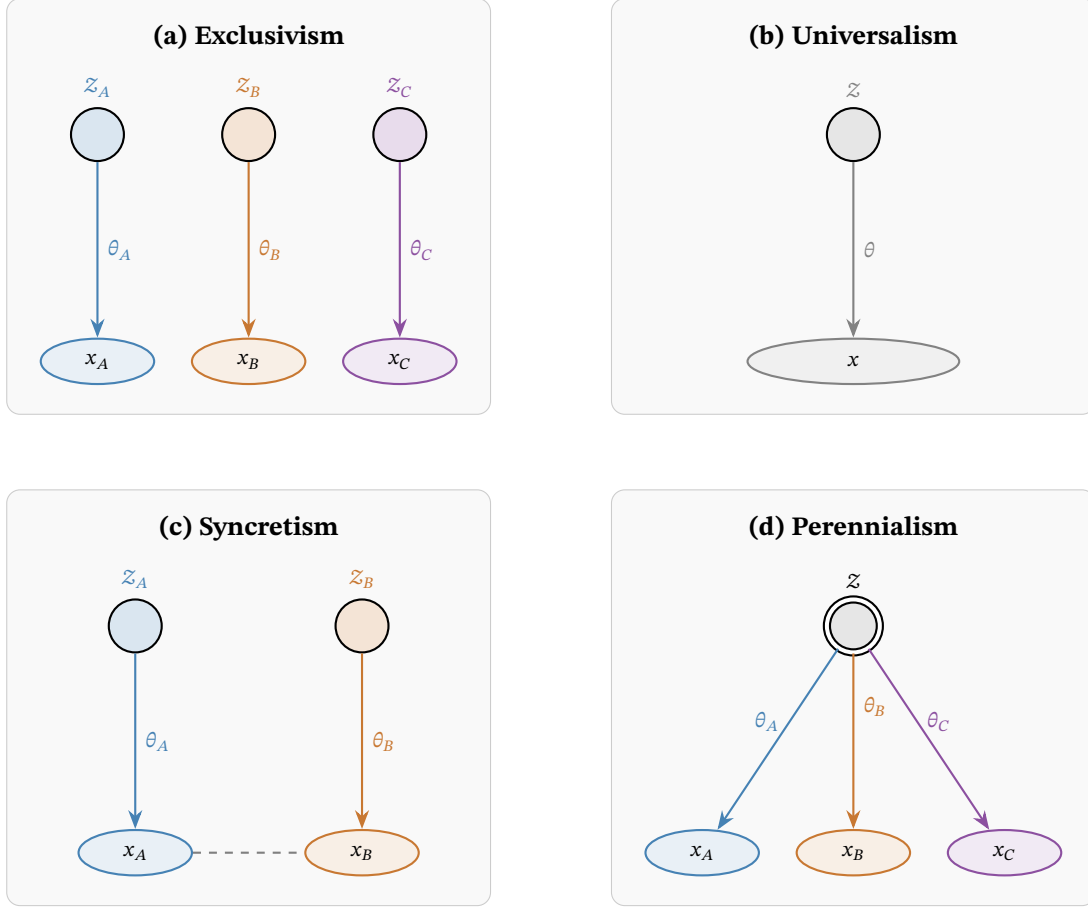 (a) Exclusivism
𝒵_A 𝒵_B 𝒵_C
θ_A θ_B θ_C
x_A x_B x_C
(b) Universalism
𝒵
θ
x
(c) Syncretism
𝒵_A 𝒵_B
θ_A θ_B
x_A x_B
(d) Perennialism
𝒵
θ_A θ_B θ_C
x_A x_B x_C